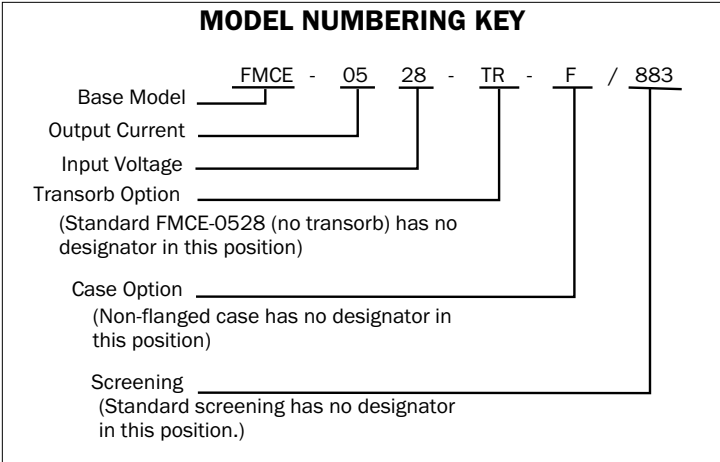 MODEL NUMBERING KEY
FMCE - 05 28 - TR - F / 883
Base Model
Output Current
Input Voltage
Transorb Option
(Standard FMCE-0528 (no transorb) has no
designator in this position)
Case Option
(Non-flanged case has no designator in
this position)
Screening
(Standard screening has no designator
in this position.)